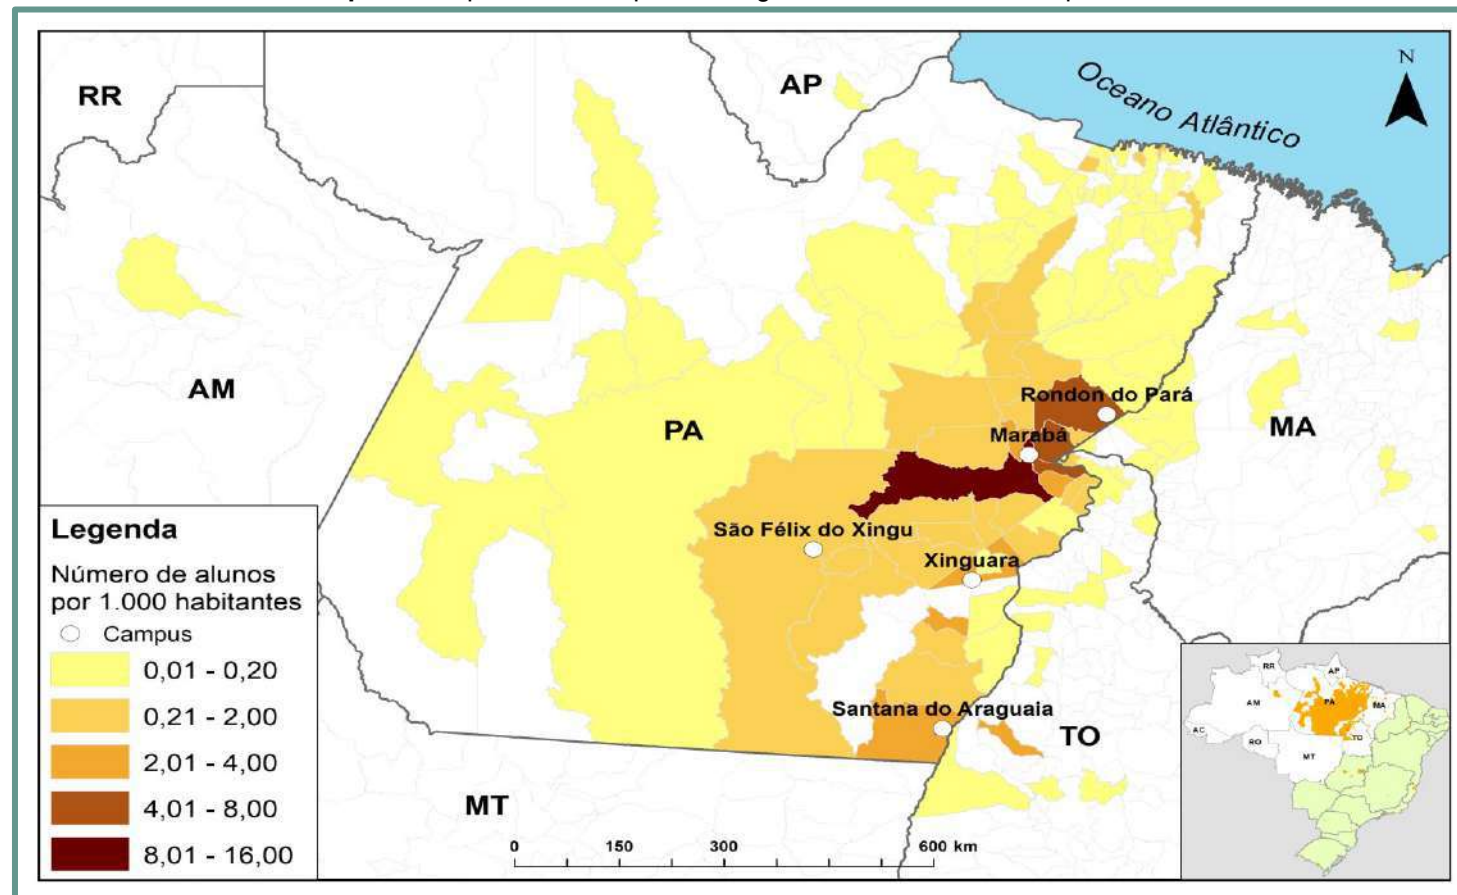 RR
AP
Oceano Atlântico
N
AM
PA
Rondon do Pará
Marabá
MA
São Félix do Xingu
Xinguara
Santana do Araguaia
TO
MT
Legenda
Número de alunos
por 1.000 habitantes
Campus
0,01 - 0,20
0,21 - 2,00
2,01 - 4,00
4,01 - 8,00
8,01 - 16,00
0 150 300 600 km
RR
AP
AM
PA
MA
AC
RO
TO
MT